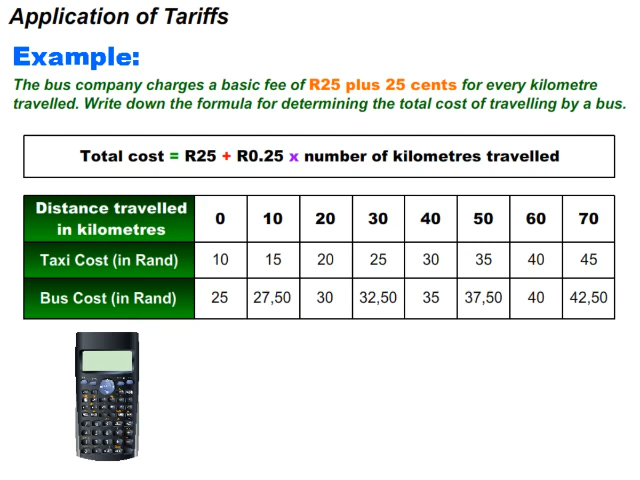 Application of Tariffs
Example:
The bus company charges a basic fee of R25 plus 25 cents for every kilometre
travelled. Write down the formula for determining the total cost of travelling by a bus.
Total cost = R25 + R0.25 x number of kilometres travelled
Distance travelled in kilometres 0 10 20 30 40 50 60 70
Taxi Cost (in Rand) 10 15 20 25 30 35 40 45
Bus Cost (in Rand) 25 27,50 30 32,50 35 37,50 40 42,50